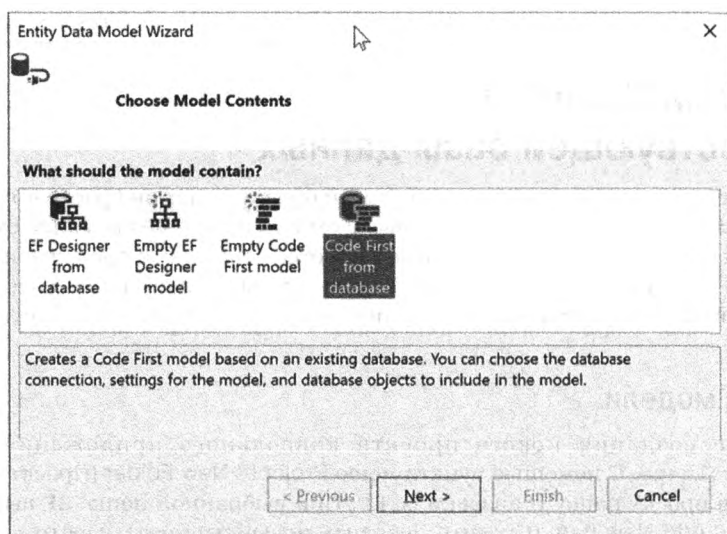 Entity Data Model Wizard
Choose Model Contents
What should the model contain?
EF Designer
from
database
Empty EF
Designer
model
Empty Code
First model
Code First
from
database
Creates a Code First model based on an existing database. You can choose the database
connection, settings for the model, and database objects to include in the model.
< Previous
Next >
Finish
Cancel